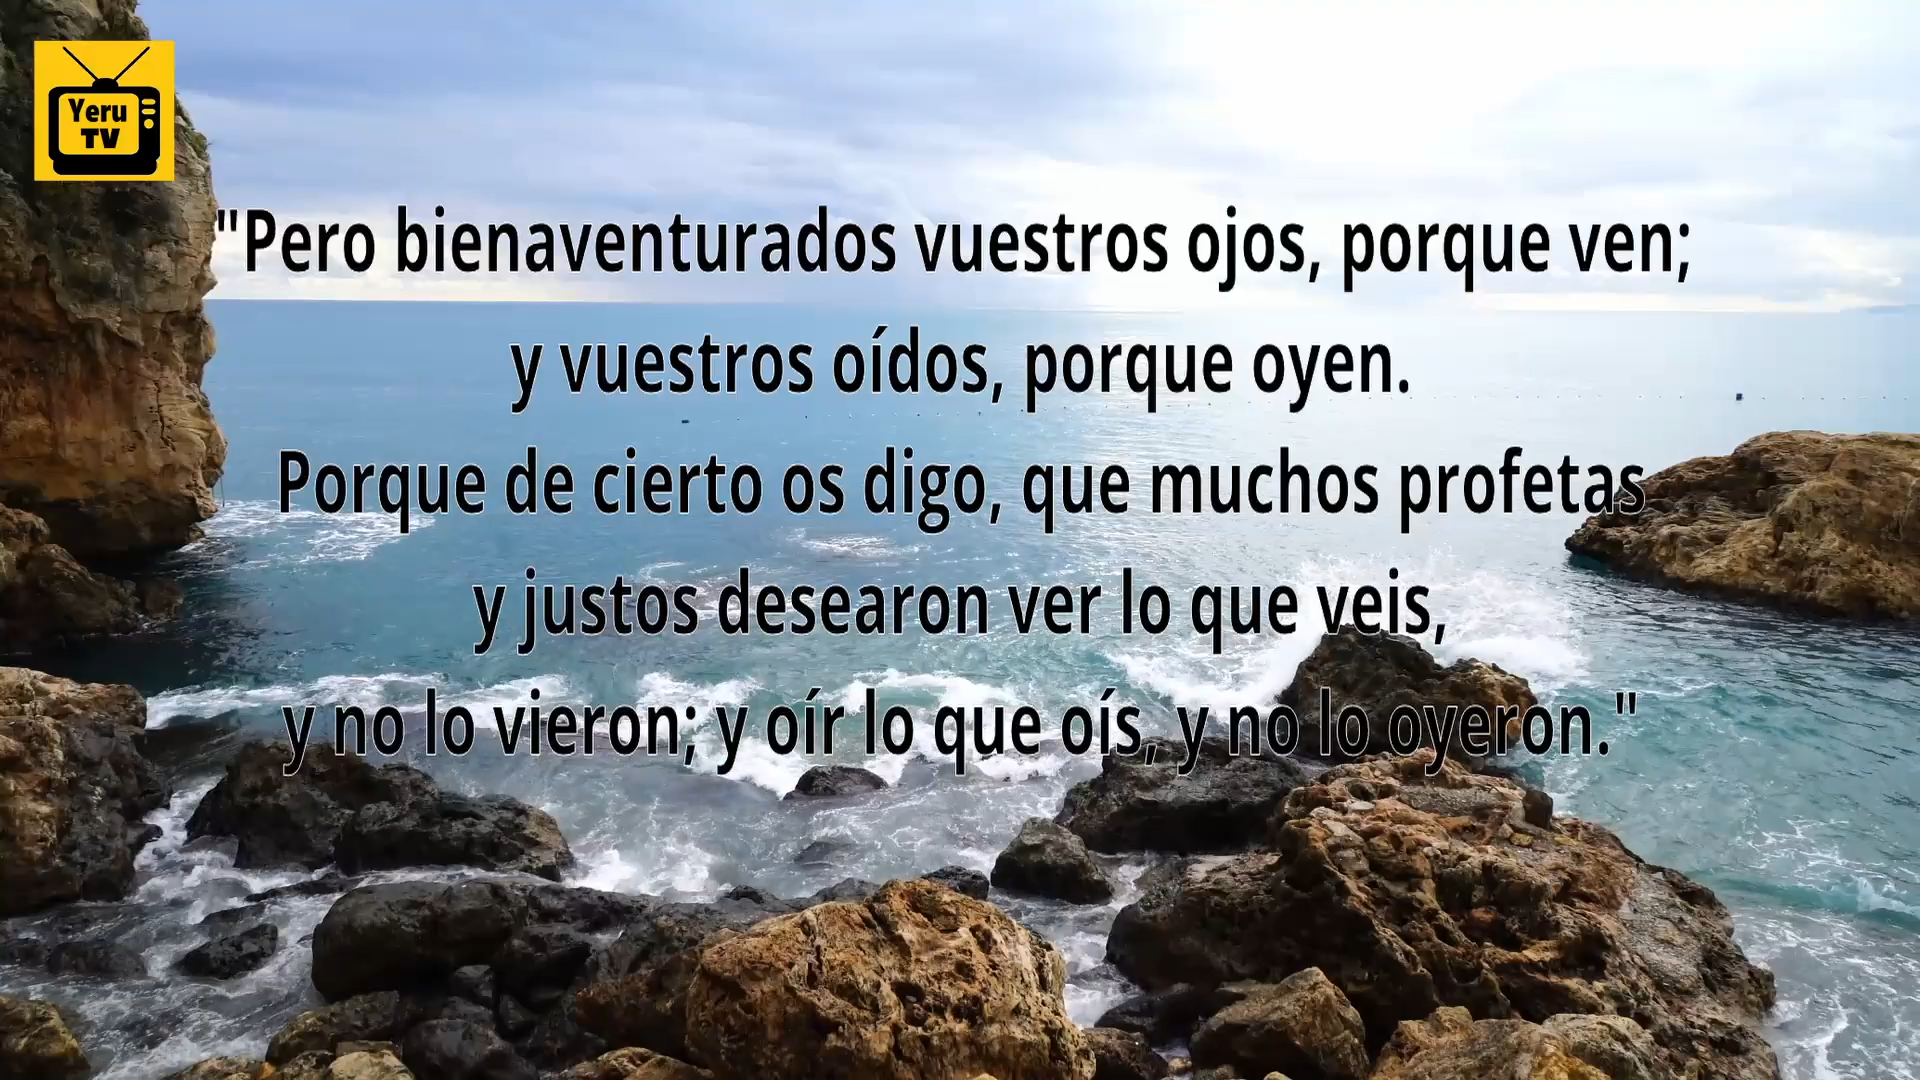 Yeru
TV
"Pero bienaventurados vuestros ojos, porque ven;
y vuestros oídos, porque oyen.
Porque de cierto os digo, que muchos profetas
y justos desearon ver lo que veis,
y no lo vieron; y oír lo que oís, y no lo oyeron."